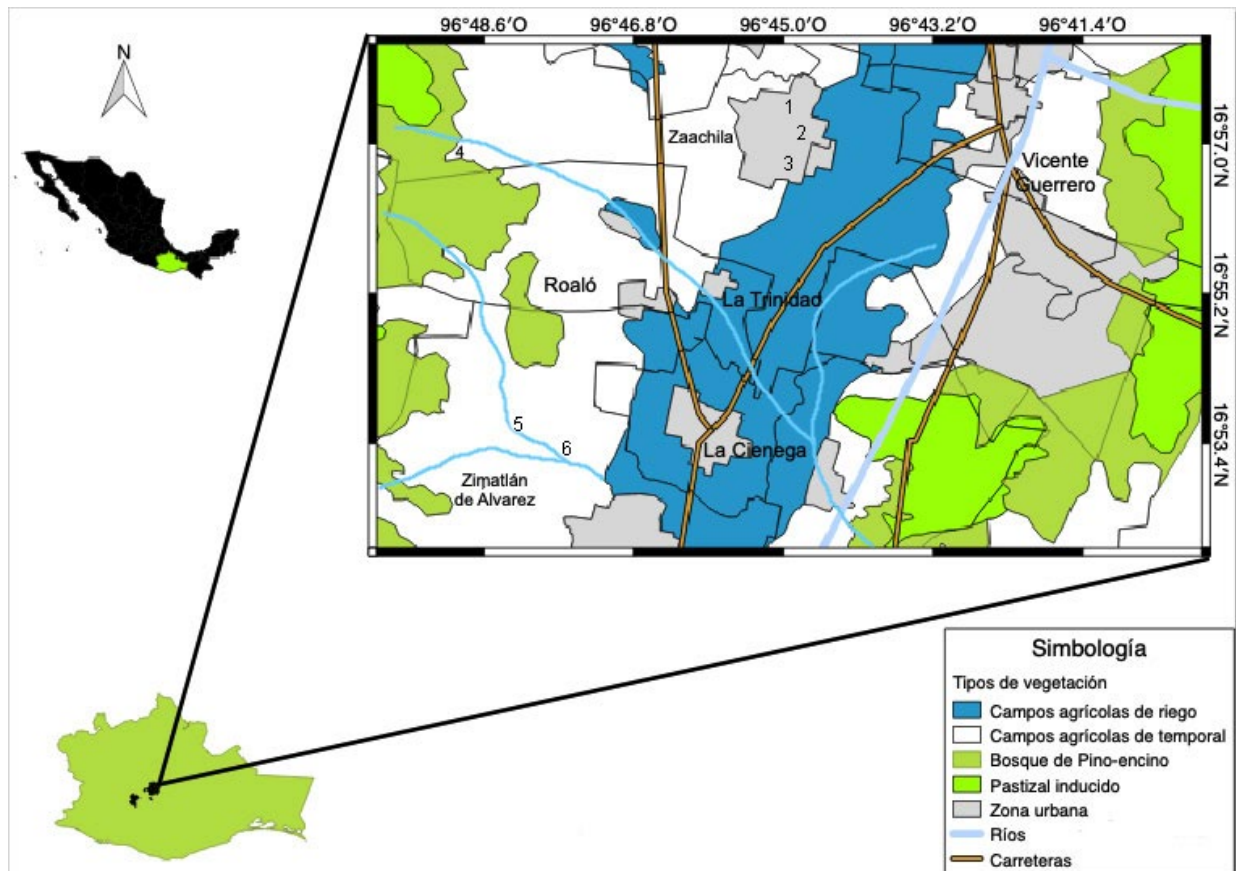 N
96°48.6′O
96°46.8′O
96°45.0′O
96°43.2′O
96°41.4′O
16°57.0′N
16°55.2′N
16°53.4′N
1
Zaachila
2
3
4
Vicente
Guerrero
Roaló
La Trinidad
5
La Cienega
6
Zimatlán
de Alvarez
Simbología
Tipos de vegetación
Campos agrícolas de riego
Campos agrícolas de temporal
Bosque de Pino-encino
Pastizal inducido
Zona urbana
Ríos
Carreteras